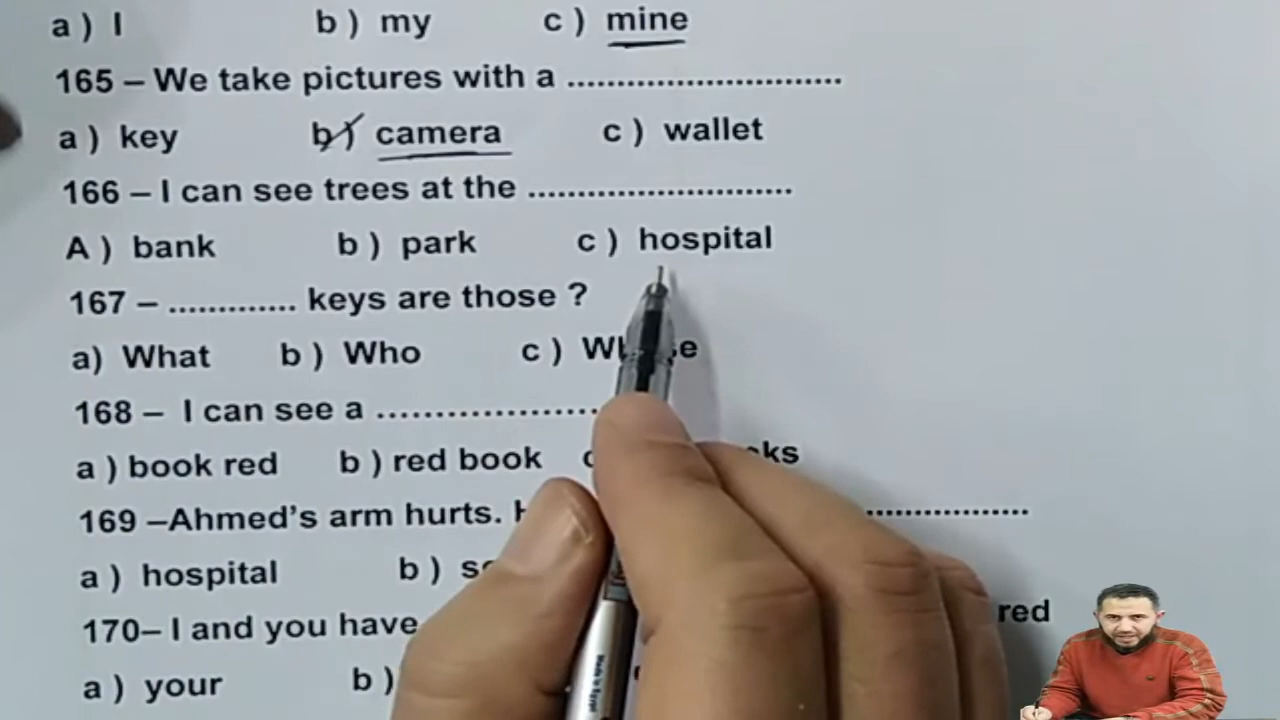 a ) I b ) my c ) mine
165 – We take pictures with a ............................
a ) key b ) camera c ) wallet
166 – I can see trees at the ...........................
A ) bank b ) park c ) hospital
167 – ............. keys are those ?
a) What b ) Who c )
168 – I can see a ....................
a ) book red b ) red book
169 –Ahmed's arm hurts. .................
a ) hospital b )
170– I and you have red
a ) your b )